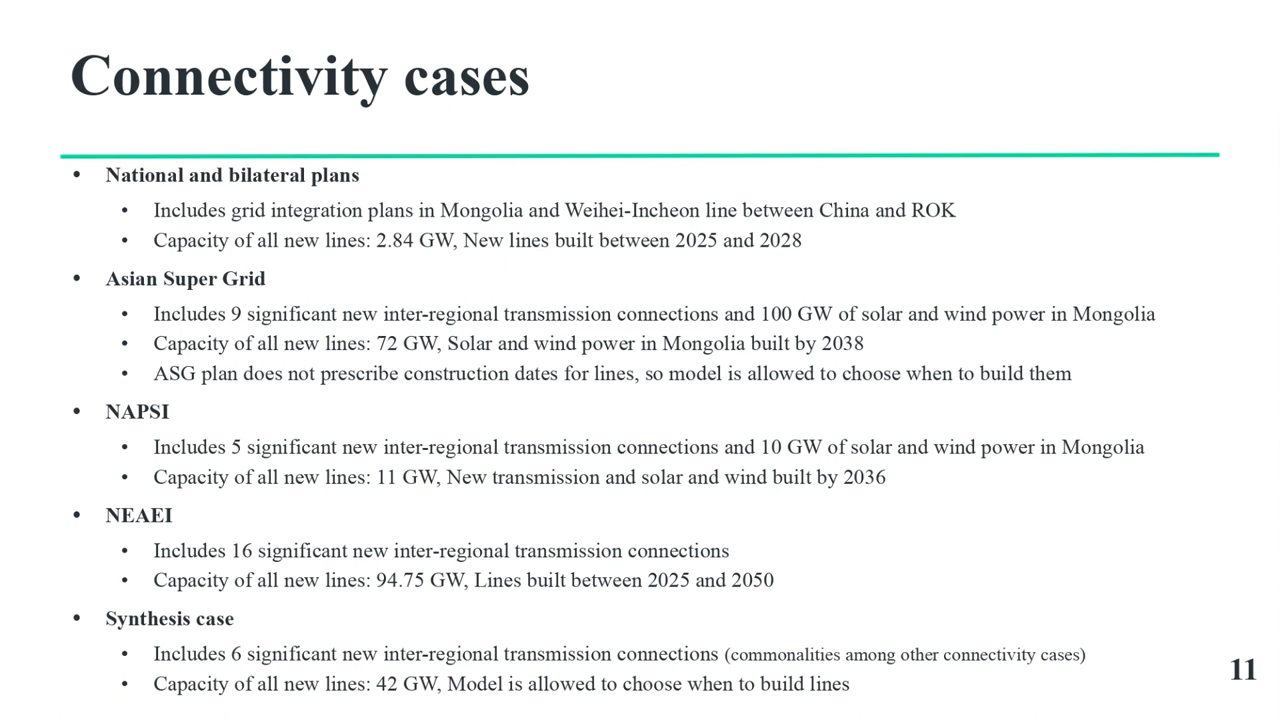 Connectivity cases
• National and bilateral plans
• Includes grid integration plans in Mongolia and Weihei-Incheon line between China and ROK
• Capacity of all new lines: 2.84 GW, New lines built between 2025 and 2028
• Asian Super Grid
• Includes 9 significant new inter-regional transmission connections and 100 GW of solar and wind power in Mongolia
• Capacity of all new lines: 72 GW, Solar and wind power in Mongolia built by 2038
• ASG plan does not prescribe construction dates for lines, so model is allowed to choose when to build them
• NAPSI
• Includes 5 significant new inter-regional transmission connections and 10 GW of solar and wind power in Mongolia
• Capacity of all new lines: 11 GW, New transmission and solar and wind built by 2036
• NEAEI
• Includes 16 significant new inter-regional transmission connections
• Capacity of all new lines: 94.75 GW, Lines built between 2025 and 2050
• Synthesis case
• Includes 6 significant new inter-regional transmission connections (commonalities among other connectivity cases)
• Capacity of all new lines: 42 GW, Model is allowed to choose when to build lines
11